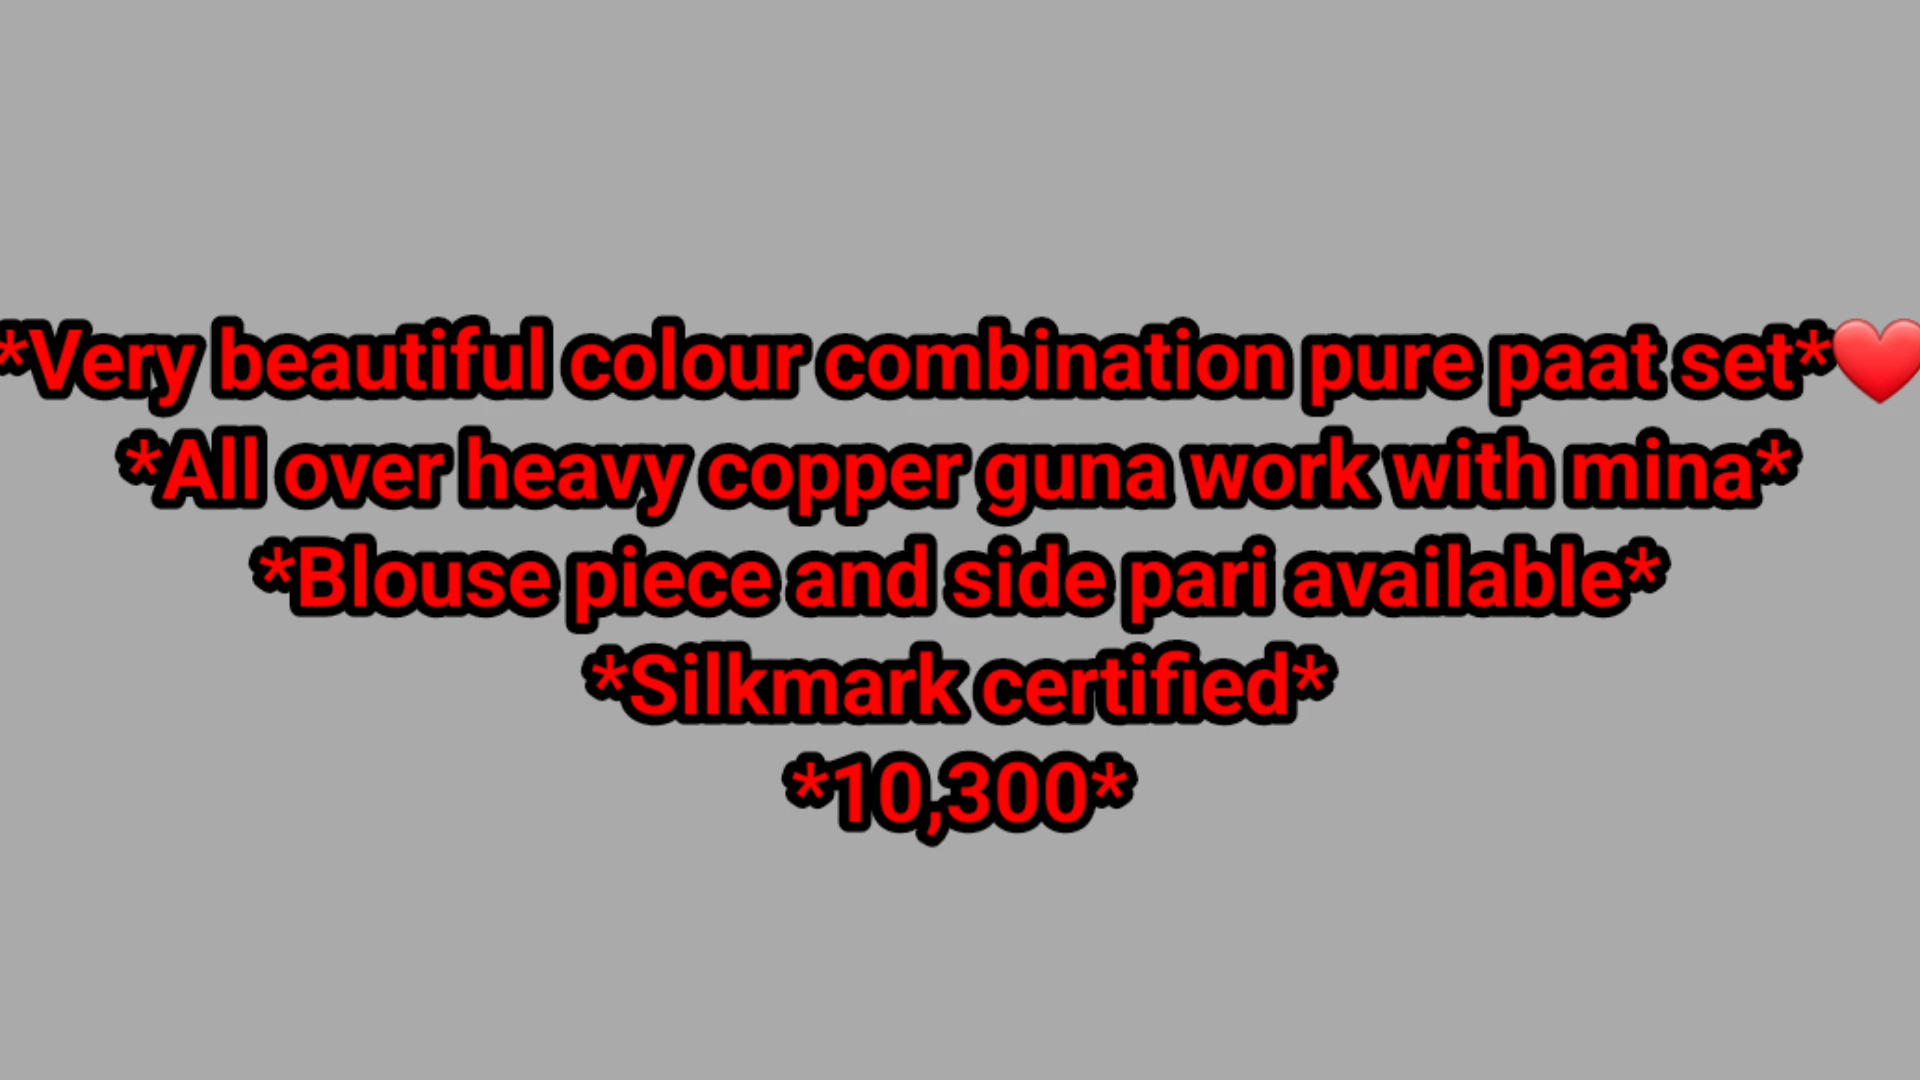 *Very beautiful colour combination pure paat set*❤️
*All over heavy copper guna work with mina*
*Blouse piece and side pari available*
*Silkmark certified*
*10,300*